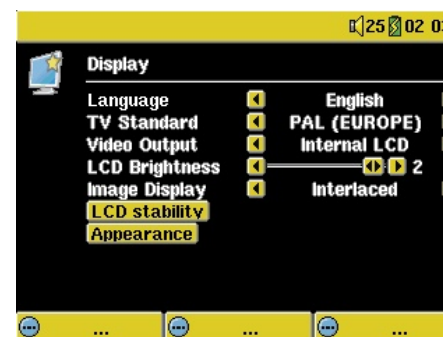 25 02 03
Display
Language English
TV Standard PAL (EUROPE)
Video Output Internal LCD
LCD Brightness 2
Image Display Interlaced
LCD stability
Appearance
... ... ...